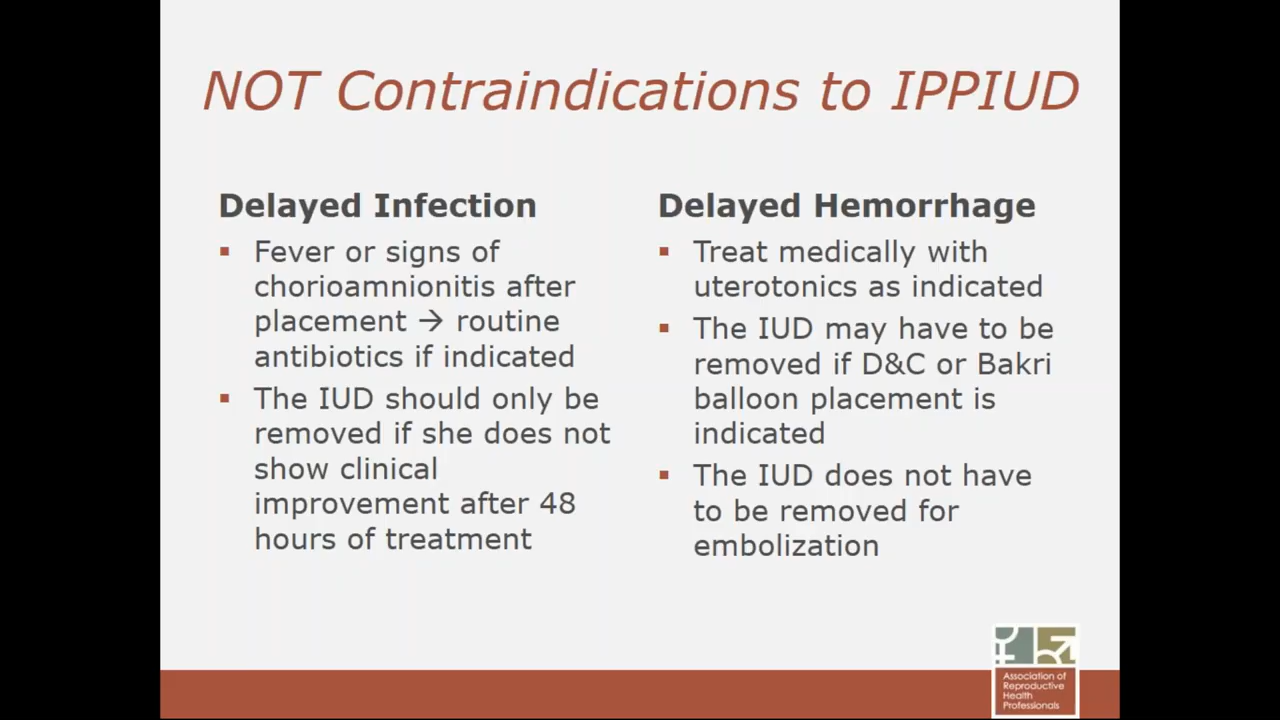 NOT Contraindications to IPPIUD
Delayed Infection
▪ Fever or signs of
chorioamnionitis after
placement → routine
antibiotics if indicated
▪ The IUD should only be
removed if she does not
show clinical
improvement after 48
hours of treatment
Delayed Hemorrhage
▪ Treat medically with
uterotonics as indicated
▪ The IUD may have to be
removed if D&C or Bakri
balloon placement is
indicated
▪ The IUD does not have
to be removed for
embolization
Association of
Reproductive
Health
Professionals